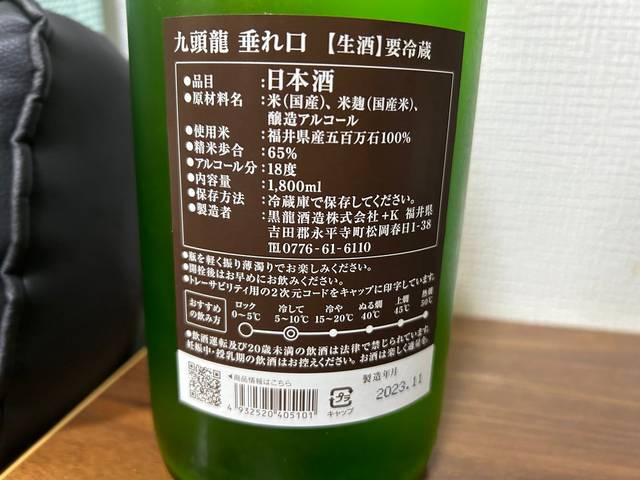 九頭龍 垂れ口 【生酒】要冷蔵
●品目 :日本酒
●原材料名 :米(国産)、米麹(国産米)、
醸造アルコール
●使用米 :福井県産五百万石100%
●精米歩合 :65%
●アルコール分:18度
●内容量 :1,800ml
●保存方法 :冷蔵庫で保存してください。
●製造者 :黒龍酒造株式会社+K 福井県
吉田郡永平寺町松岡春日1-38
℡0776-61-6110
●瓶を軽く振り薄濁りでお楽しみください。
●開栓後はお早めにお飲みください。
●トレーサビリティ用の2次元コードをキャップに印字しています。
おすすめの飲み方
ロック 0~5℃
冷して 5~10℃
冷や 15~20℃
ぬる燗 40℃
上燗 45℃
熱燗 50℃
●飲酒運転及び20歳未満の飲酒は法律で禁じられています。
妊娠中・授乳期の飲酒はお控えください。お酒は楽しく適量を。
◀商品情報はこちら
4 932520 405101
プラ
キャップ
製造年月
2023.11